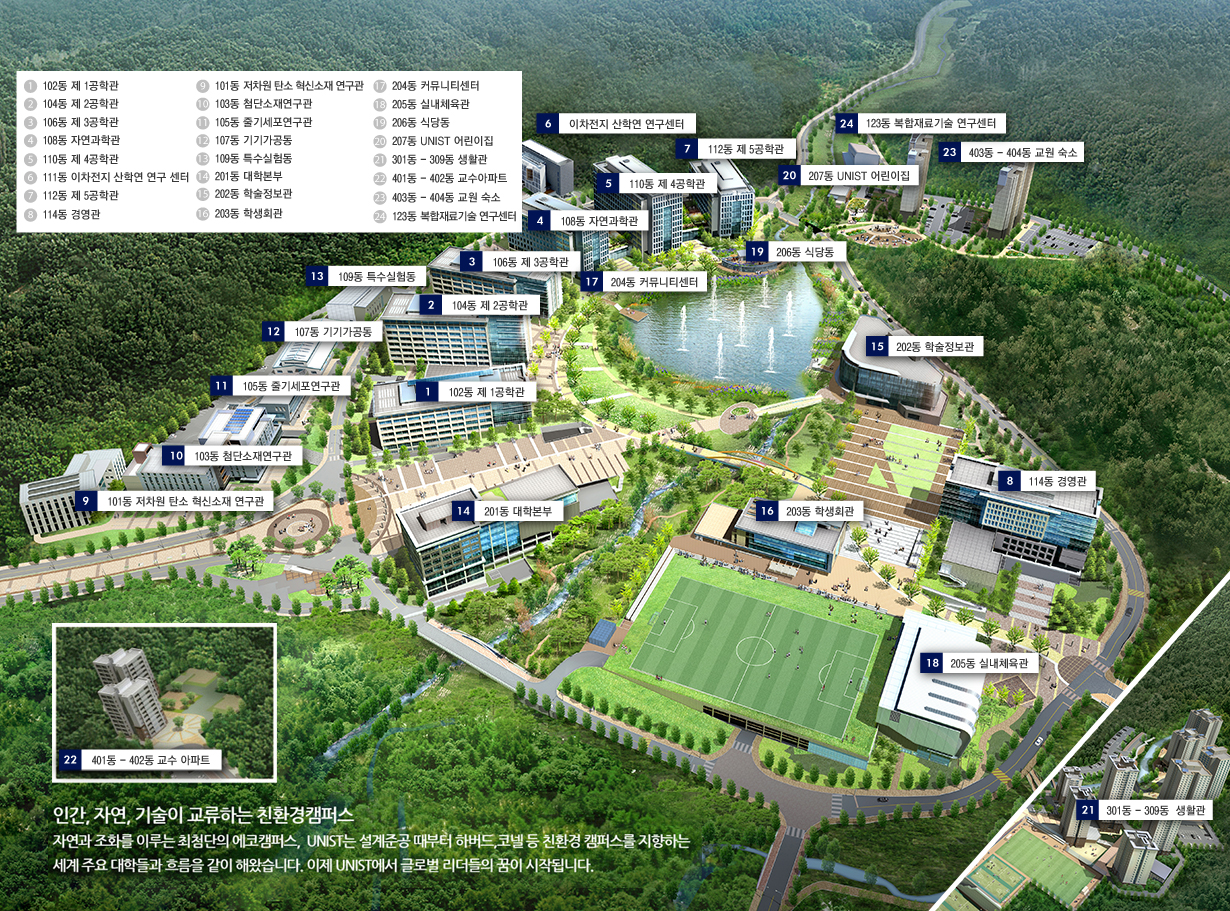 1 102동 제 1공학관
2 104동 제 2공학관
3 106동 제 3공학관
4 108동 자연과학관
5 110동 제 4공학관
6 111동 이차전지 산학연 연구 센터
7 112동 제 5공학관
8 114동 경영관
9 101동 저차원 탄소 혁신소재 연구관
10 103동 첨단소재연구관
11 105동 줄기세포연구관
12 107동 기기가공동
13 109동 특수실험동
14 201동 대학본부
15 202동 학술정보관
16 203동 학생회관
17 204동 커뮤니티센터
18 205동 실내체육관
19 206동 식당동
20 207동 UNIST 어린이집
21 301동 - 309동 생활관
22 401동 - 402동 교수아파트
23 403동 - 404동 교원 숙소
24 123동 복합재료기술 연구센터
6 이차전지 산학연 연구센터
24 123동 복합재료기술 연구센터
7 112동 제 5공학관
23 403동 - 404동 교원 숙소
5 110동 제 4공학관
20 207동 UNIST 어린이집
4 108동 자연과학관
19 206동 식당동
3 106동 제 3공학관
13 109동 특수실험동
17 204동 커뮤니티센터
2 104동 제 2공학관
12 107동 기기가공동
15 202동 학술정보관
11 105동 줄기세포연구관
1 102동 제 1공학관
10 103동 첨단소재연구관
8 114동 경영관
9 101동 저차원 탄소 혁신소재 연구관
14 201동 대학본부
16 203동 학생회관
18 205동 실내체육관
22 401동 - 402동 교수 아파트
21 301동 - 309동 생활관
인간, 자연, 기술이 교류하는 친환경캠퍼스
자연과 조화를 이루는 최첨단의 에코캠퍼스, UNIST는 설계준공 때부터 하버드,코넬 등 친환경 캠퍼스를 지향하는
세계 주요 대학들과 흐름을 같이 해왔습니다. 이제 UNIST에서 글로벌 리더들의 꿈이 시작됩니다.